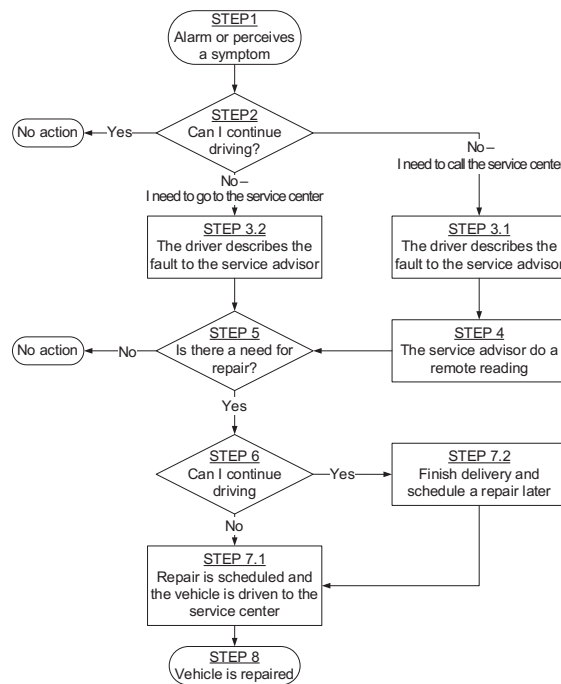 STEP1
Alarm or perceives
a symptom
STEP2
Can I continue
driving?
Yes
No action
No –
I need to go to the service center
No –
I need to call the service center
STEP 3.2
The driver describes the
fault to the service advisor
STEP 3.1
The driver describes the
fault to the service advisor
STEP 4
The service advisor do a
remote reading
STEP 5
Is there a need for
repair?
No
No action
Yes
STEP 6
Can I continue
driving
Yes
STEP 7.2
Finish delivery and
schedule a repair later
No
STEP 7.1
Repair is scheduled and
the vehicle is driven to the
service center
STEP 8
Vehicle is repaired